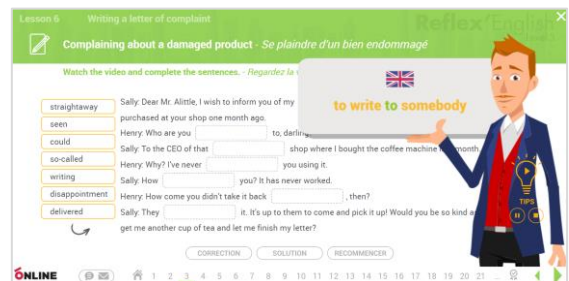 Lesson 6 Writing a letter of complaint
Reflex English
Complaining about a damaged product - Se plaindre d'un bien endommagé
Watch the video and complete the sentences. - Regardez la
to write to somebody
straightaway
seen
could
so-called
writing
disappointment
delivered
Sally: Dear Mr. Alittle, I wish to inform you of my
purchased at your shop one month ago.
Henry: Who are you to, darling
Sally: To the CEO of that shop where I bought the coffee machine month.
Henry: Why? I've never you using it.
Sally: How you? It has never worked.
Henry: How come you didn't take it back , then?
Sally: They it. It's up to them to come and pick it up! Would you be so kind a
get me another cup of tea and let me finish my letter?
TIPS
CORRECTION SOLUTION RECOMMENCER
ONLINE 1 2 3 4 5 6 7 8 9 10 11 12 13 14 15 16 17 18 19 20 21 ...